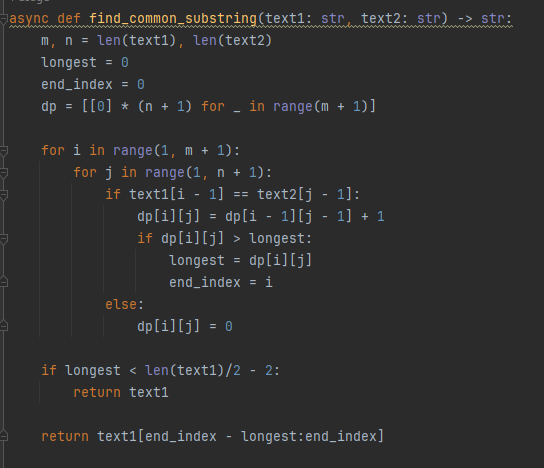 async def find_common_substring(text1: str, text2: str) -> str:
    m, n = len(text1), len(text2)
    longest = 0
    end_index = 0
    dp = [[0] * (n + 1) for _ in range(m + 1)]
    for i in range(1, m + 1):
        for j in range(1, n + 1):
            if text1[i - 1] == text2[j - 1]:
                dp[i][j] = dp[i - 1][j - 1] + 1
                if dp[i][j] > longest:
                    longest = dp[i][j]
                    end_index = i
            else:
                dp[i][j] = 0
    if longest < len(text1)/2 - 2:
        return text1
    return text1[end_index - longest:end_index]